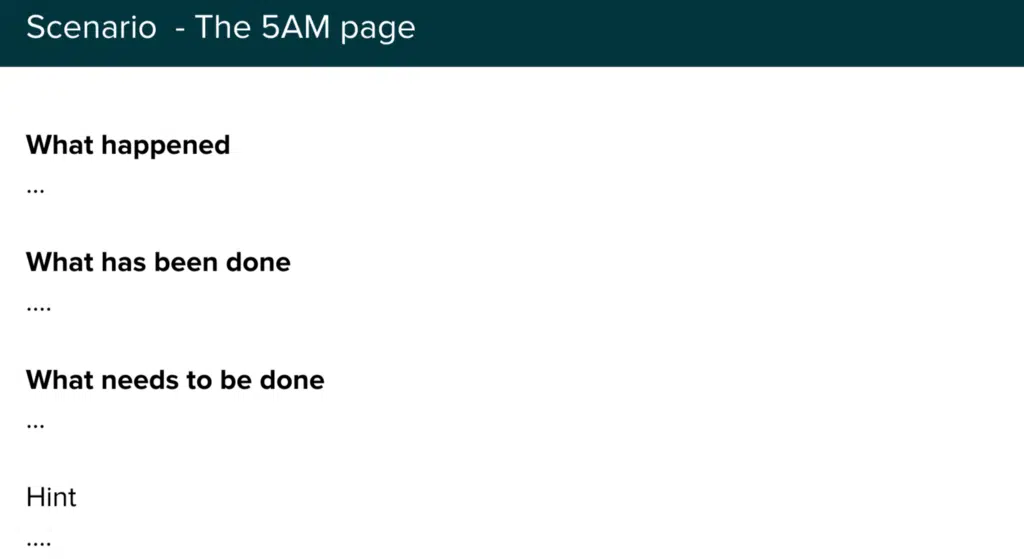 Scenario - The 5AM page
What happened
...
What has been done
....
What needs to be done
...
Hint
....